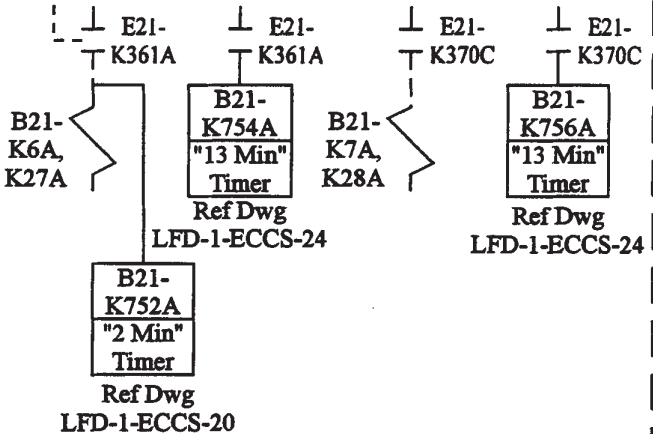 E21-
K361A
E21-
K361A
E21-
K370C
E21-
K370C
B21-
K6A,
K27A
B21-
K754A
"13 Min"
Timer
Ref Dwg
LFD-1-ECCS-24
B21-
K7A,
K28A
B21-
K756A
"13 Min"
Timer
Ref Dwg
LFD-1-ECCS-24
B21-
K752A
"2 Min"
Timer
Ref Dwg
LFD-1-ECCS-20